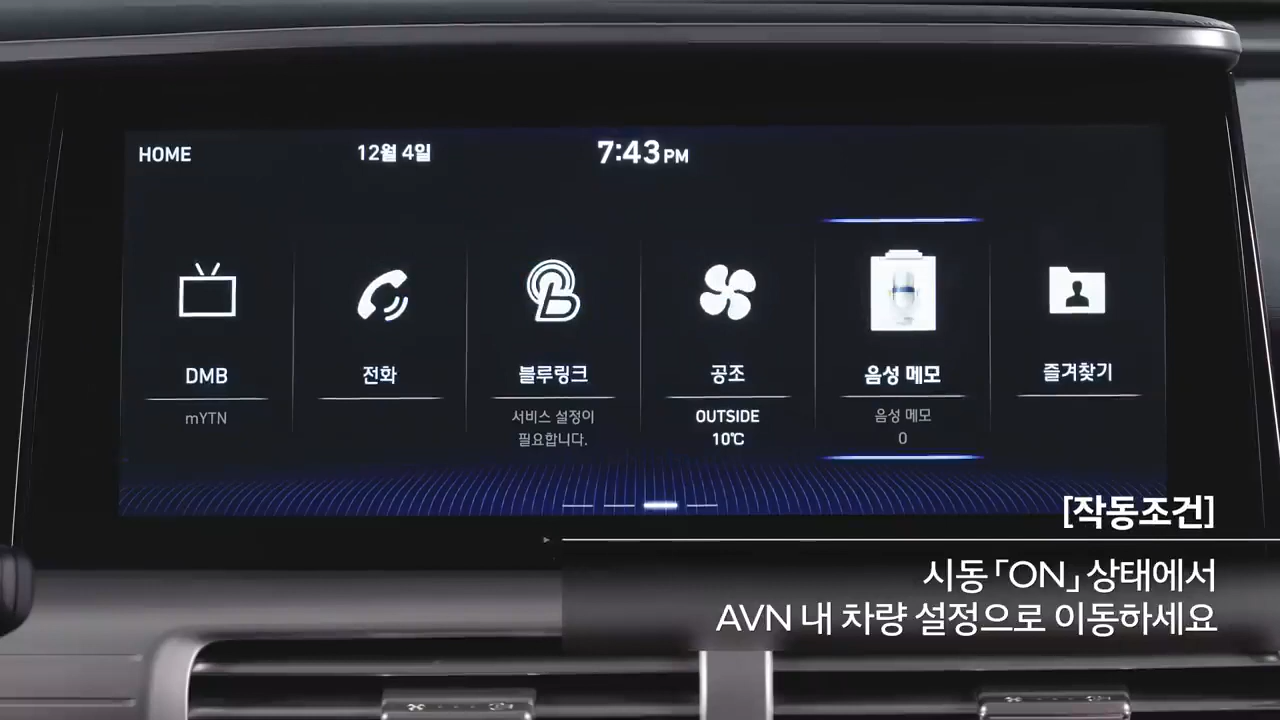 HOME
12월 4일
7:43PM
DMB
mYTN
전화
블루링크
서비스 설정이
필요합니다.
공조
OUTSIDE
10℃
음성 메모
음성 메모
0
즐겨찾기
[작동조건]
시동「ON」상태에서
AVN 내 차량 설정으로 이동하세요